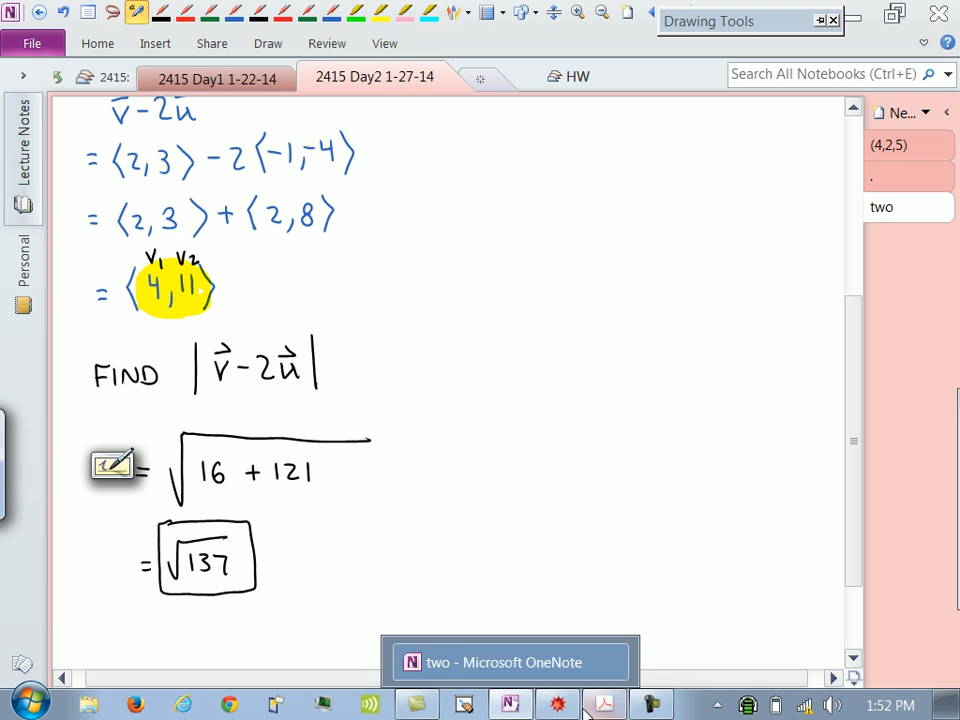 Drawing Tools
File Home Insert Share Draw Review View
2415: 2415 Day1 1-22-14 2415 Day2 1-27-14 HW Search All Notebooks (Ctrl+E)
Lecture Notes
Personal
Ne...
(4,2,5)
.
two
v⃗ - 2u⃗
= ⟨2,3⟩ - 2⟨-1,-4⟩
= ⟨2,3⟩ + ⟨2,8⟩
v₁ v₂
= ⟨4,11⟩
FIND |v⃗ - 2u⃗|
= √(16 + 121)
= √137
two - Microsoft OneNote
1:52 PM